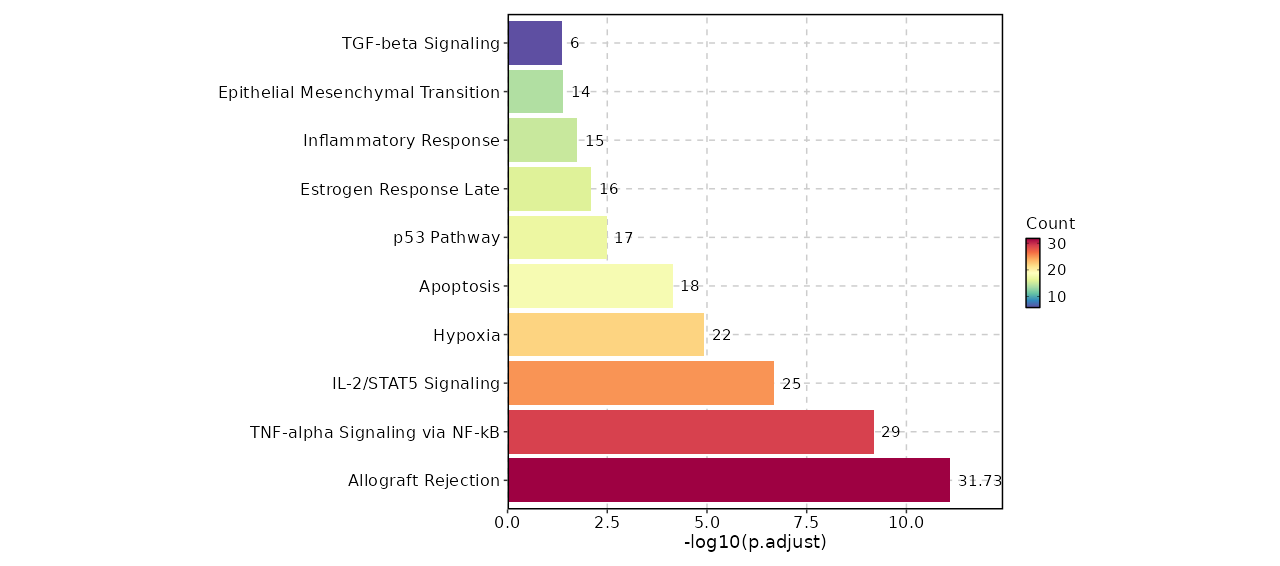 TGF-beta Signaling 6
Epithelial Mesenchymal Transition 14
Inflammatory Response 15
Estrogen Response Late 16
p53 Pathway 17
Apoptosis 18
Hypoxia 22
IL-2/STAT5 Signaling 25
TNF-alpha Signaling via NF-kB 29
Allograft Rejection 31.73
0.0 2.5 5.0 7.5 10.0
-log10(p.adjust)
Count
30
20
10